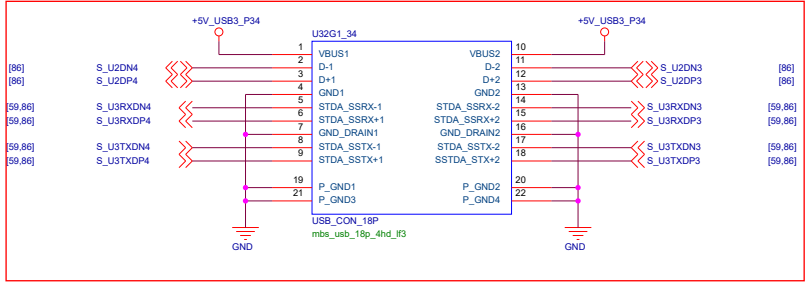 +5V_USB3_P34 +5V_USB3_P34
U32G1_34
1 VBUS1 VBUS2 10
[86] S_U2DN4 2 D-1 D-2 11 S_U2DN3 [86]
[86] S_U2DP4 3 D+1 D+2 12 S_U2DP3 [86]
4 GND1 GND2 13
[59,86] S_U3RXDN4 5 STDA_SSRX-1 STDA_SSRX-2 14 S_U3RXDN3 [59,86]
[59,86] S_U3RXDP4 6 STDA_SSRX+1 STDA_SSRX+2 15 S_U3RXDP3 [59,86]
7 GND_DRAIN1 GND_DRAIN2 16
[59,86] S_U3TXDN4 8 STDA_SSTX-1 SSTDA_STX-2 17 S_U3TXDN3 [59,86]
[59,86] S_U3TXDP4 9 STDA_SSTX+1 SSTDA_STX+2 18 S_U3TXDP3 [59,86]
19 P_GND1 P_GND2 20
21 P_GND3 P_GND4 22
USB_CON_18P
mbs_usb_18p_4hd_lf3
GND GND